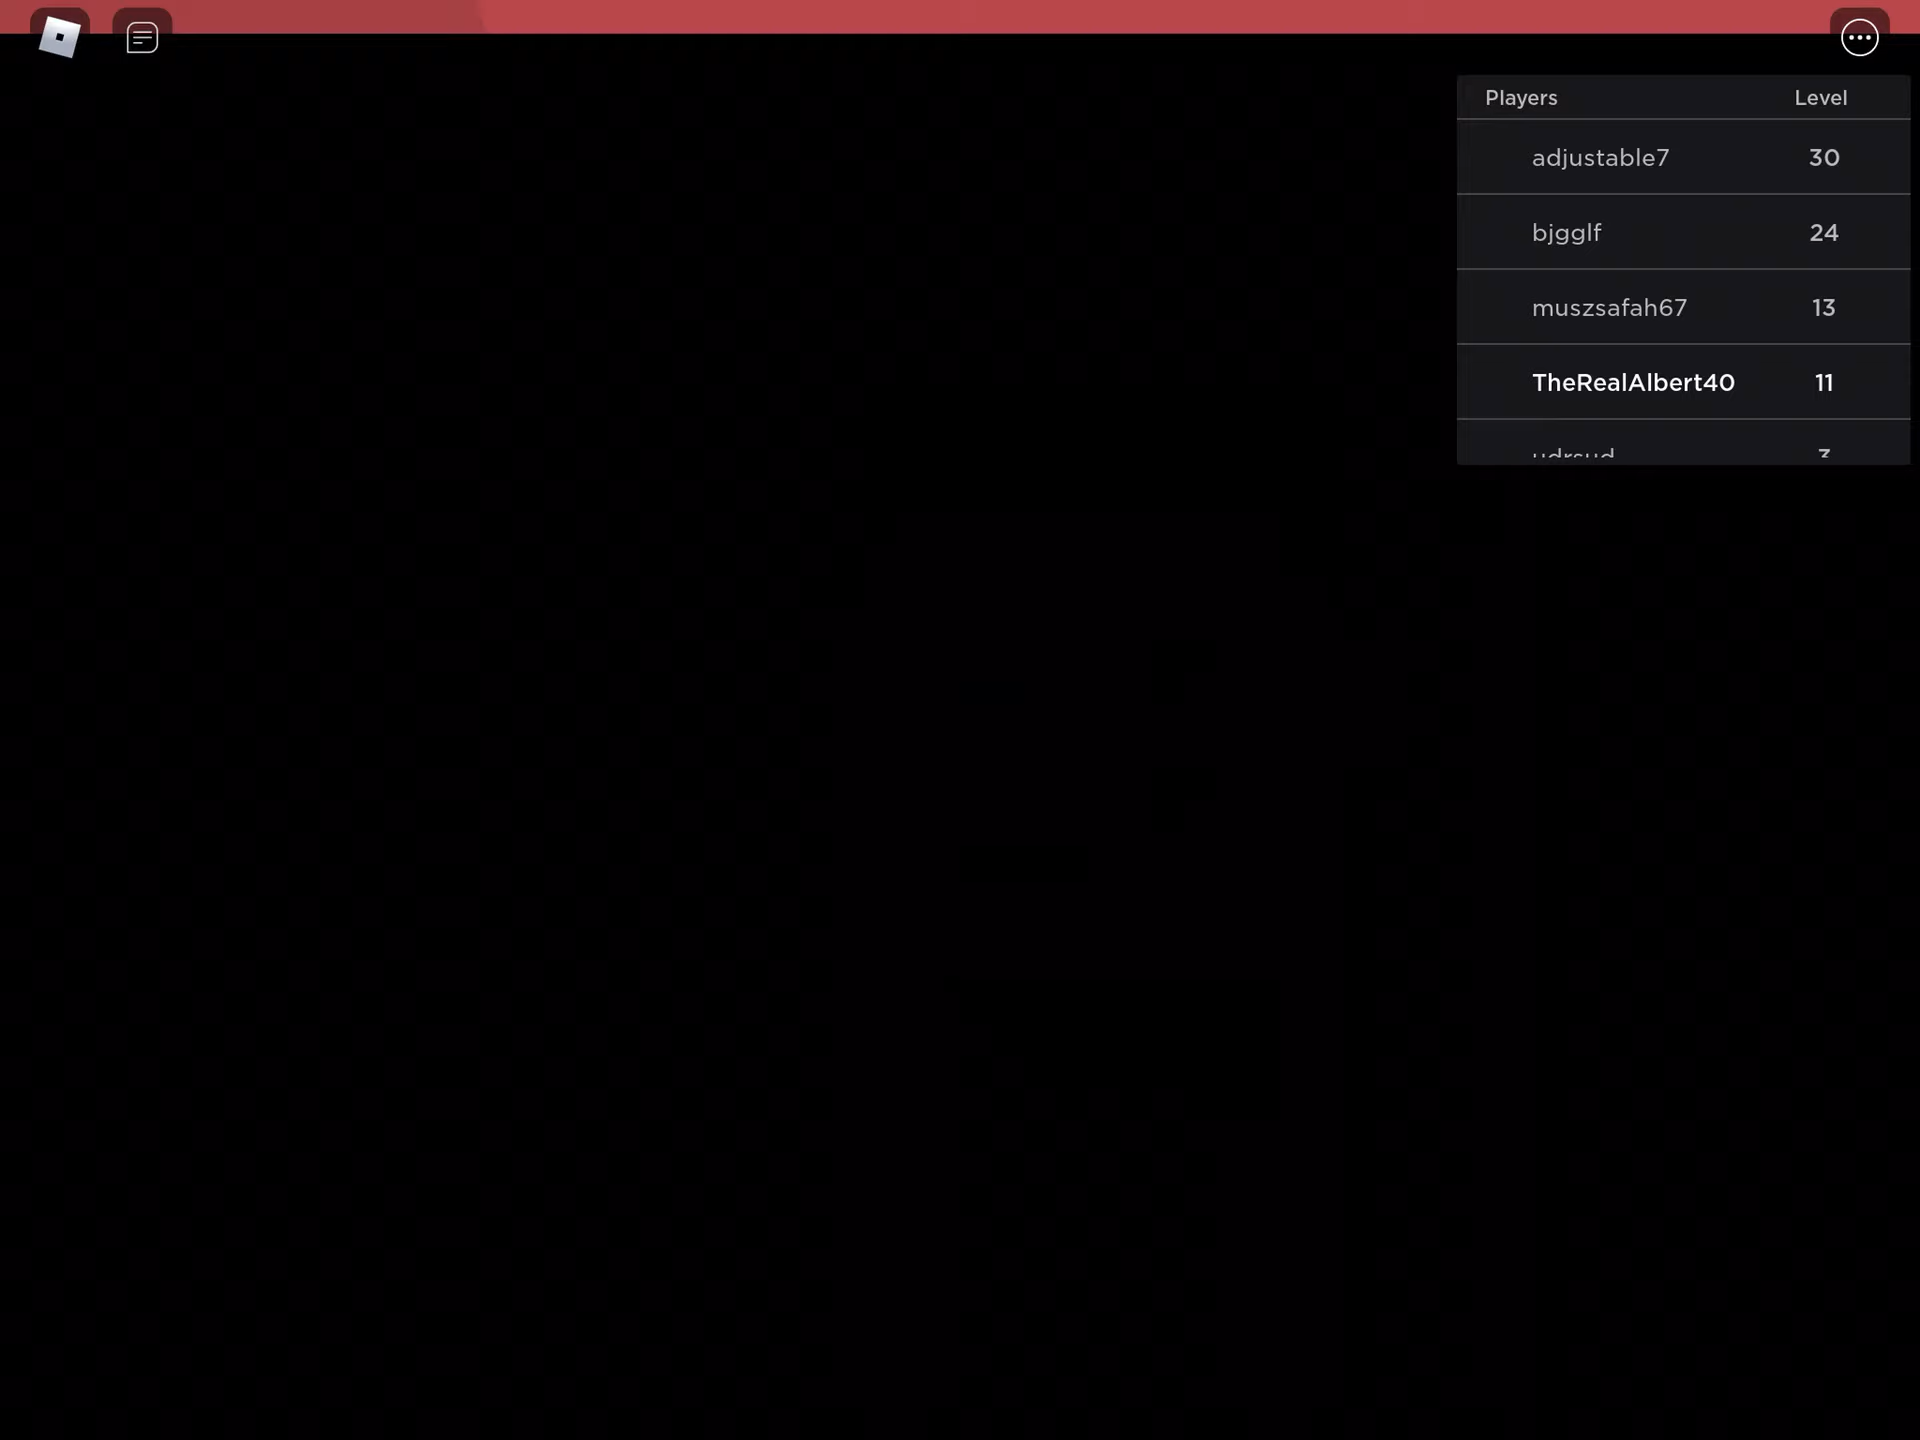 Players Level
adjustable7 30
bjgglf 24
muszsafah67 13
TheRealAlbert40 11